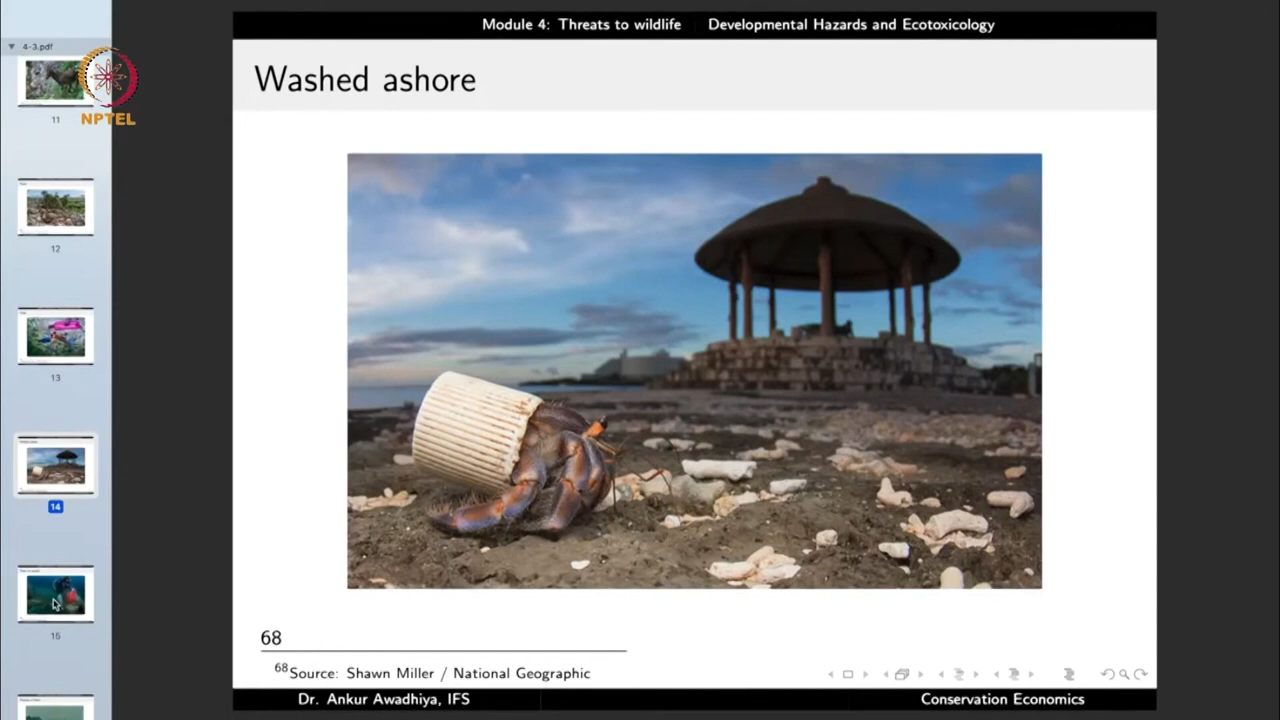 Module 4: Threats to wildlife Developmental Hazards and Ecotoxicology
4-3.pdf
NPTEL
Washed ashore
11
12
13
14
15
68
68Source: Shawn Miller / National Geographic
Dr. Ankur Awadhiya, IFS Conservation Economics